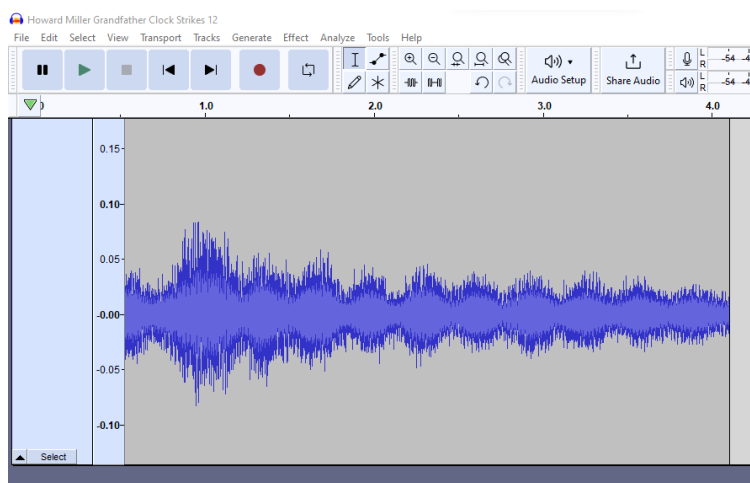 Howard Miller Grandfather Clock Strikes 12
File Edit Select View Transport Tracks Generate Effect Analyze Tools Help
Audio Setup
Share Audio
L
R
-54
L
R
-54
1.0 2.0 3.0 4.0
0.15
0.10
0.05
-0.00
-0.05
-0.10
Select